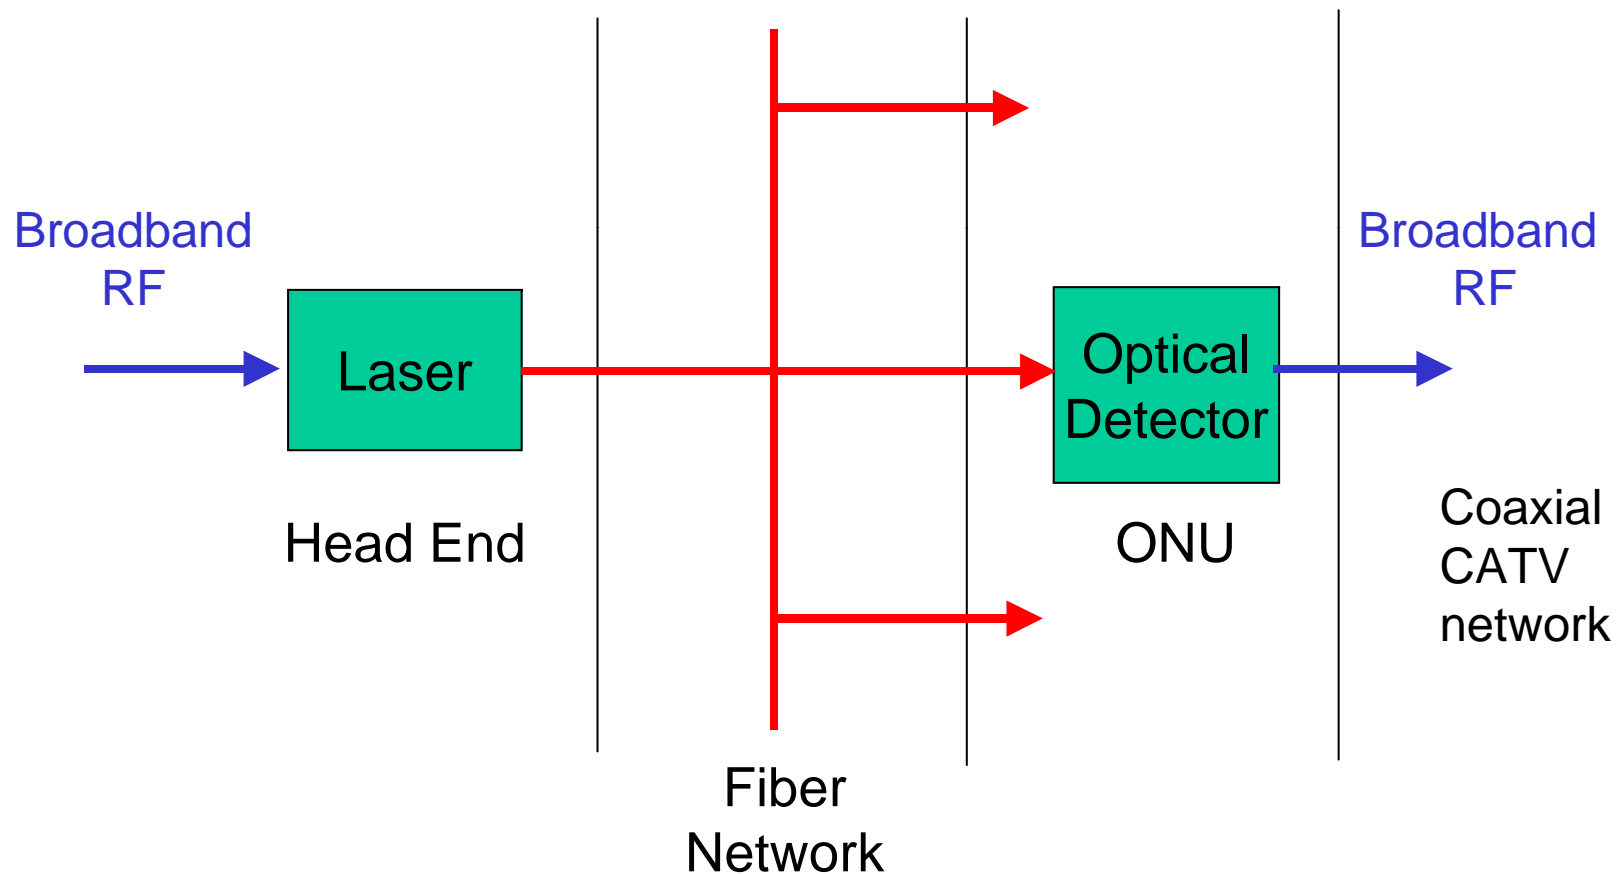 Broadband
RF
Laser
Head End
Fiber
Network
Optical
Detector
ONU
Broadband
RF
Coaxial
CATV
network